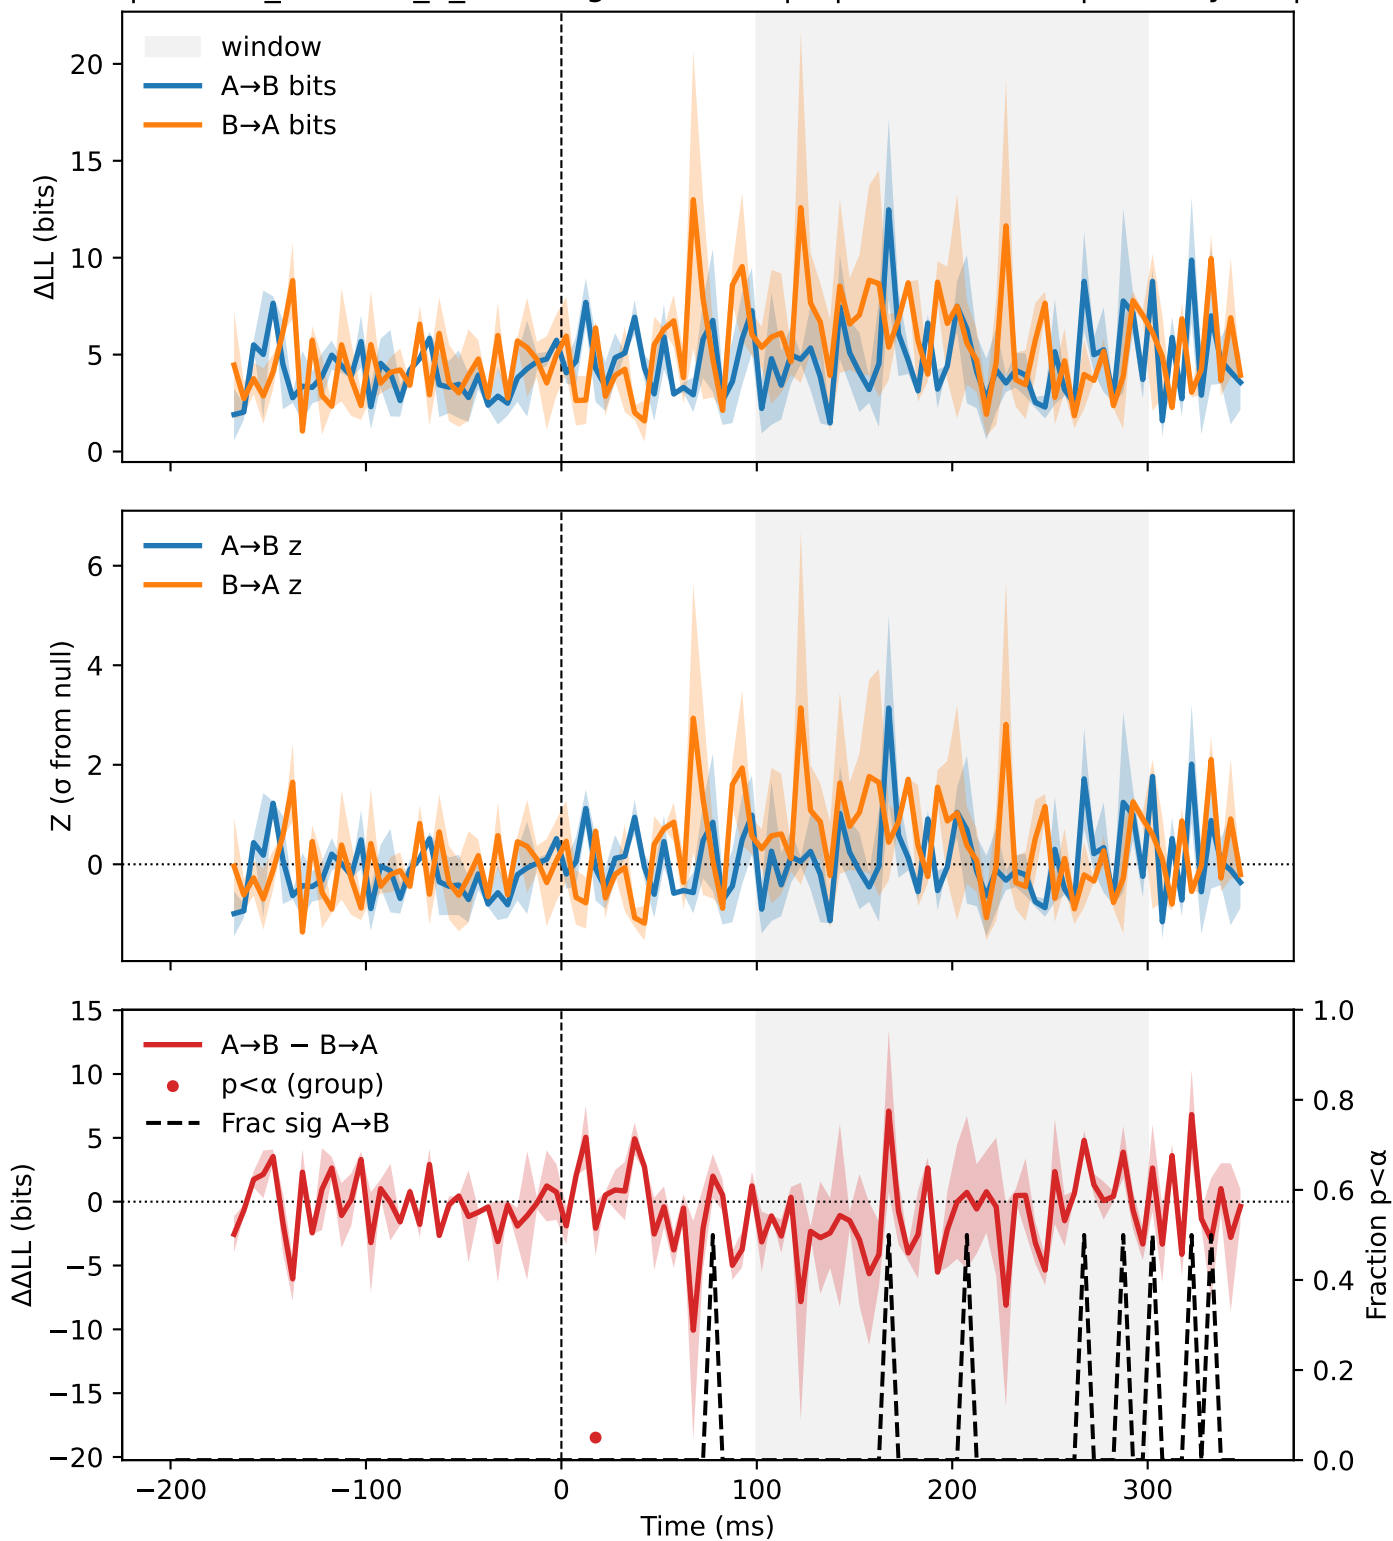 window
A→B bits
B→A bits
20
15
10
5
0
ΔLL (bits)
A→B z
B→A z
6
4
2
0
Z (σ from null)
A→B − B→A
p<α (group)
Frac sig A→B
15
10
5
0
−5
−10
−15
−20
ΔΔLL (bits)
1.0
0.8
0.6
0.4
0.2
0.0
Fraction p<α
−200
−100
0
100
200
300
Time (ms)